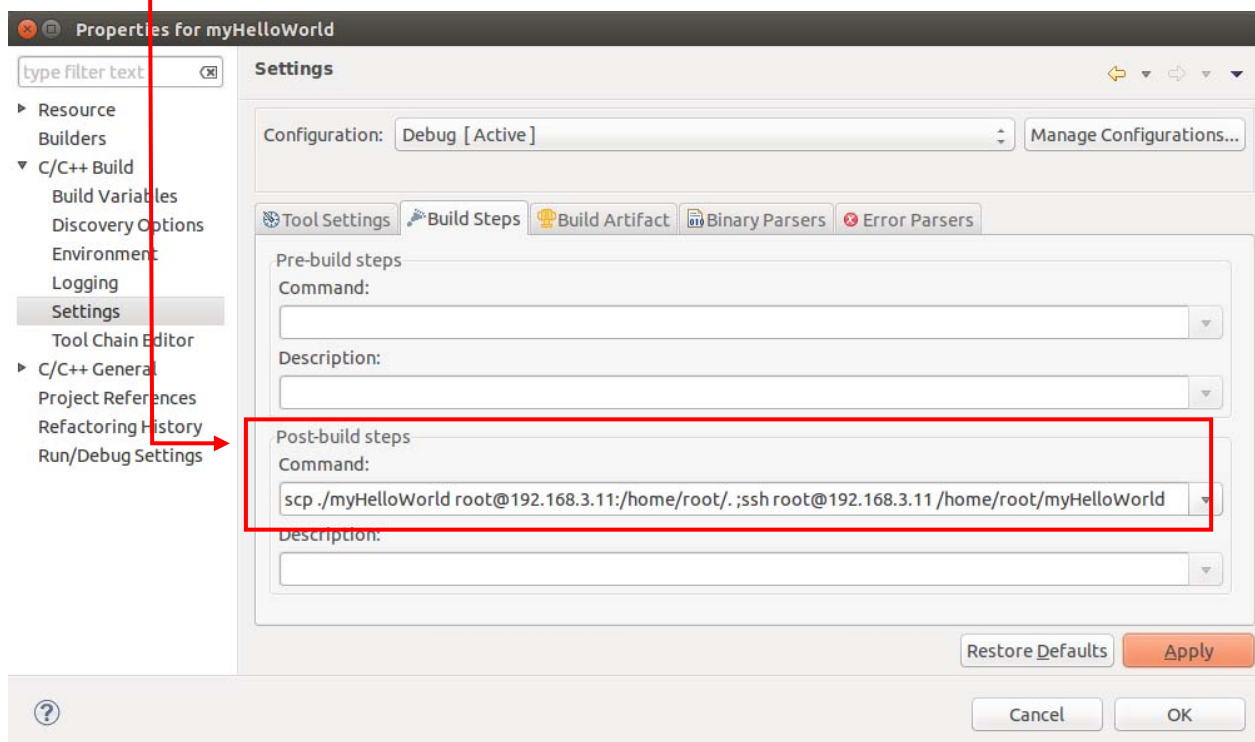 Properties for myHelloWorld
type filter text
Resource
Builders
C/C++ Build
Build Variables
Discovery Options
Environment
Logging
Settings
Tool Chain Editor
C/C++ General
Project References
Refactoring History
Run/Debug Settings
Settings
Configuration: Debug [ Active ] Manage Configurations...
Tool Settings Build Steps Build Artifact Binary Parsers Error Parsers
Pre-build steps
Command:
Description:
Post-build steps
Command:
scp ./myHelloWorld root@192.168.3.11:/home/root/. ;ssh root@192.168.3.11 /home/root/myHelloWorld
Description:
Restore Defaults Apply
Cancel OK